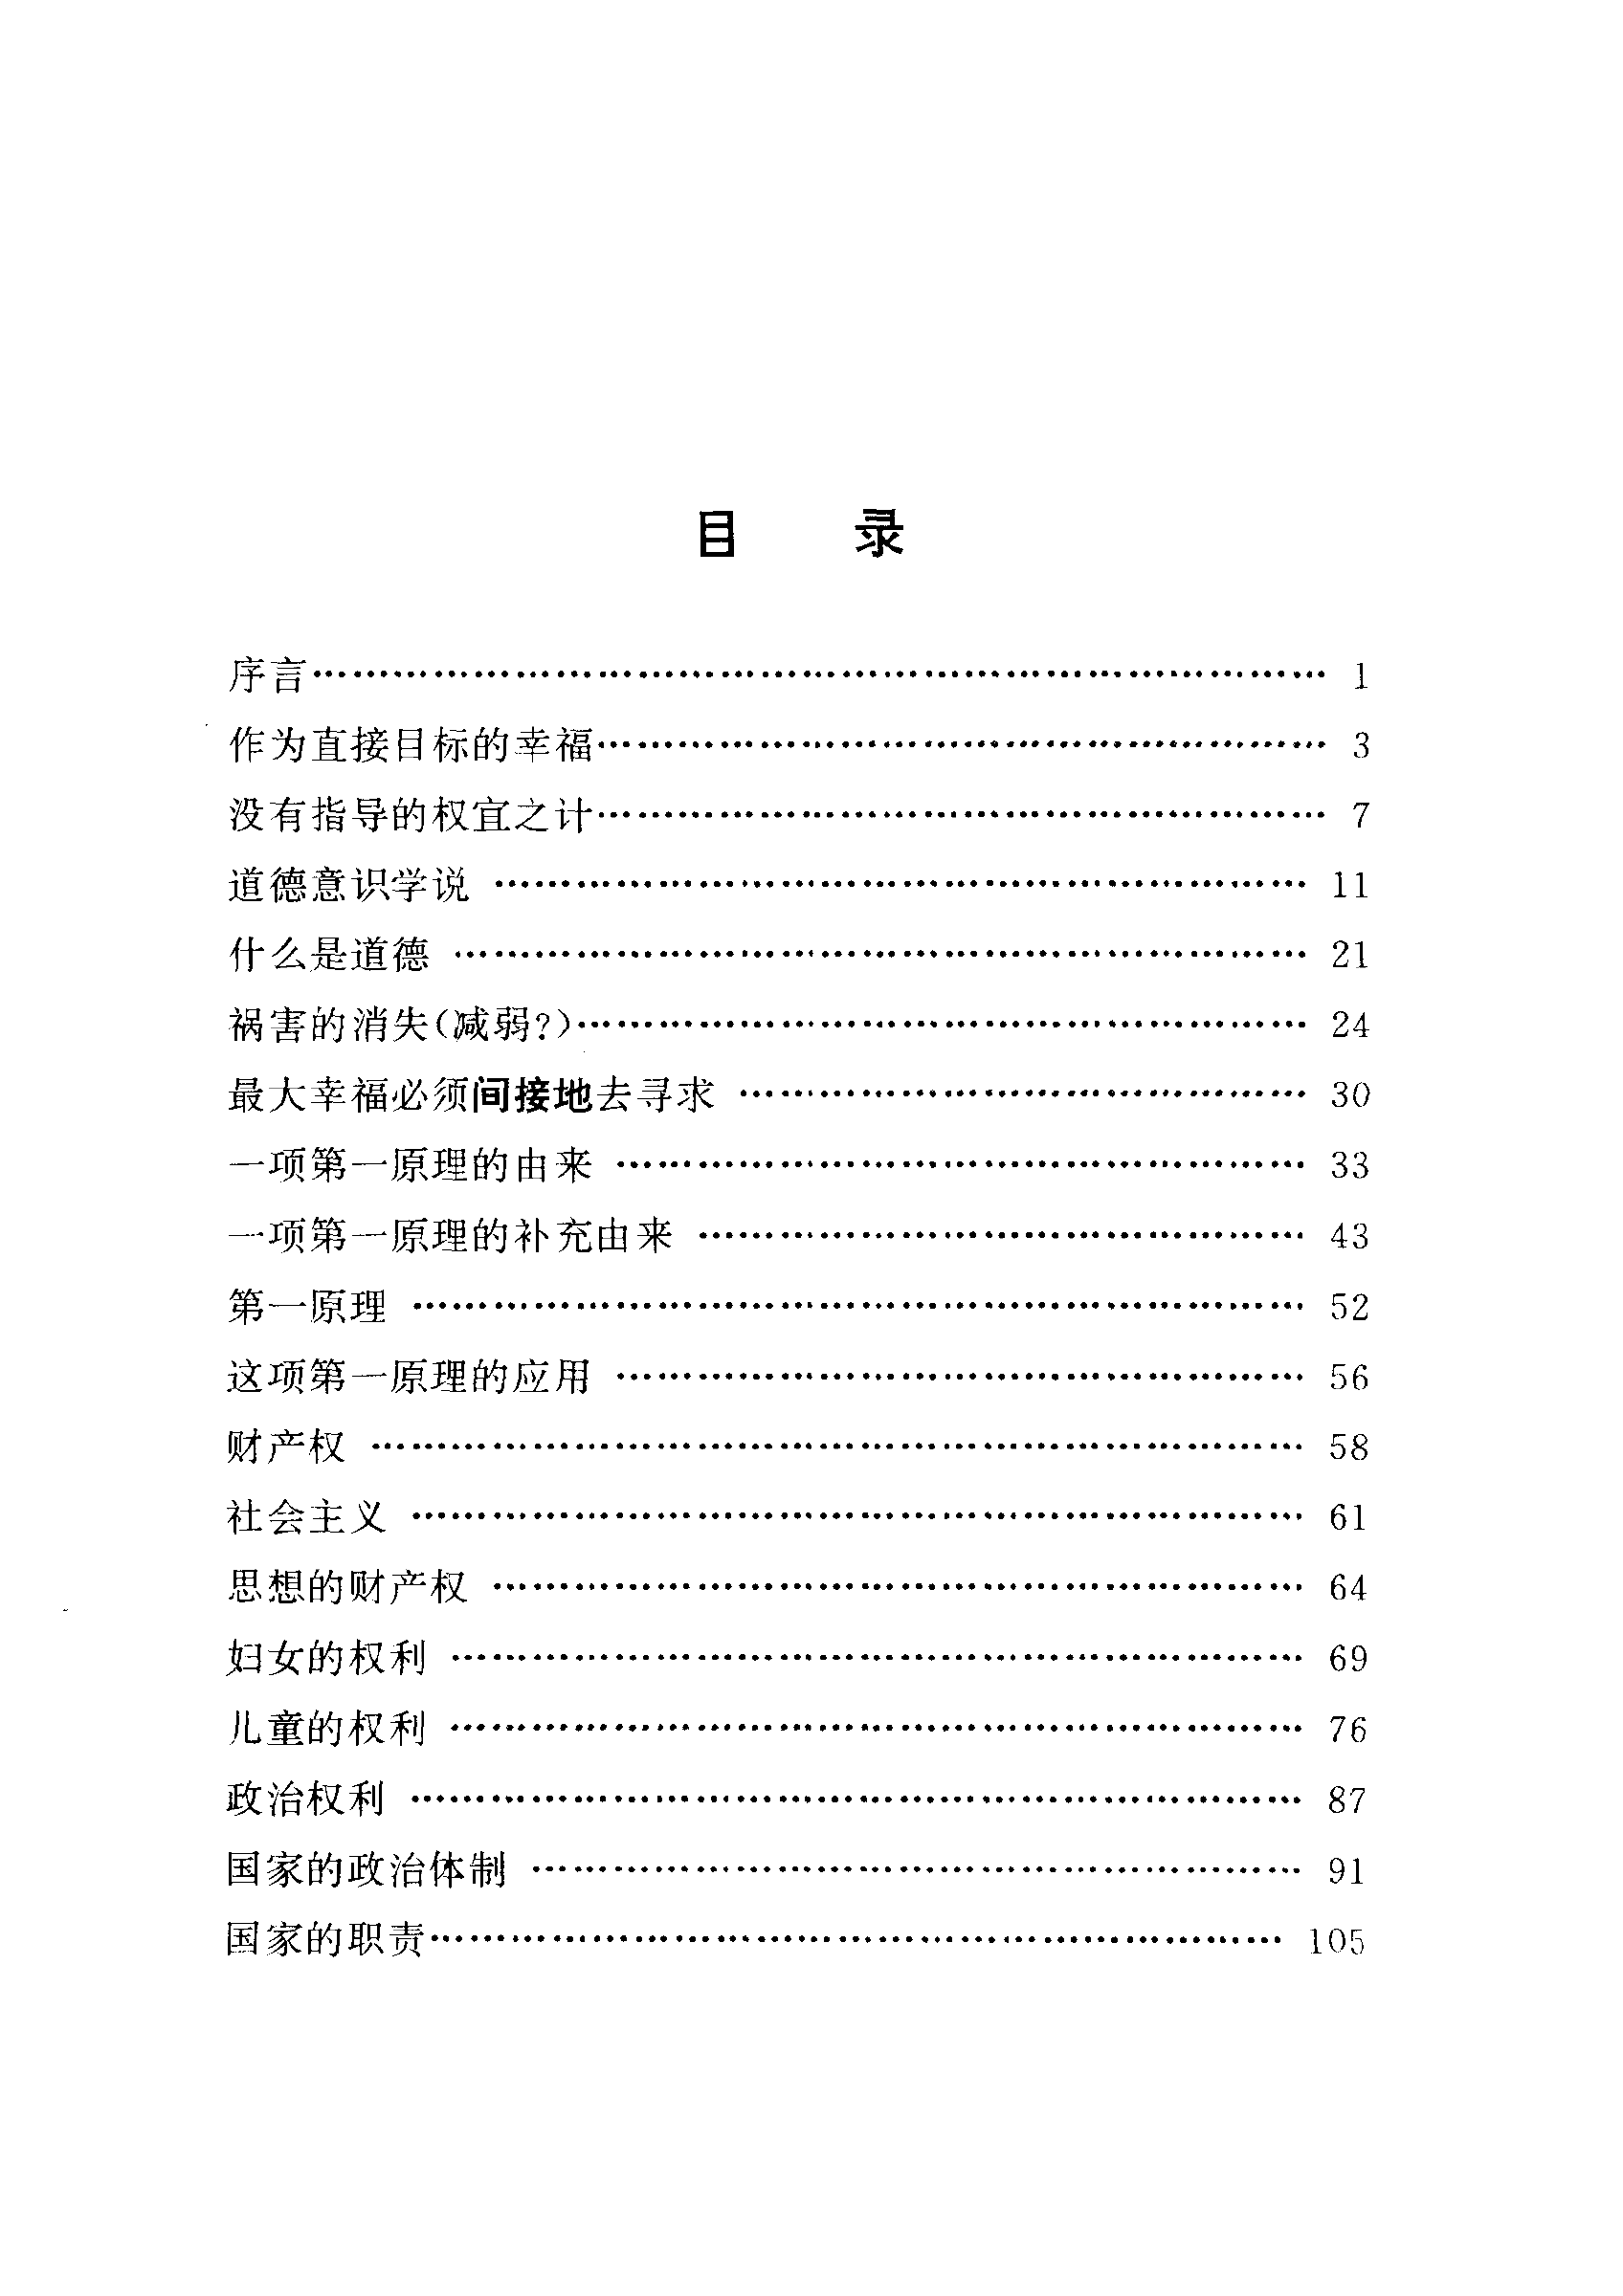 目 录
序言…………………………………………………………… 1
作为直接目标的幸福………………………………………… 3
没有指导的权宜之计………………………………………… 7
道德意识学说 ……………………………………………… 11
什么是道德 ………………………………………………… 21
祸害的消失(减弱?)………………………………………… 24
最大幸福必须间接地去寻求 ……………………………… 30
一项第一原理的由来 ……………………………………… 33
一项第一原理的补充由来 ………………………………… 43
第一原理 …………………………………………………… 52
这项第一原理的应用 ……………………………………… 56
财产权 ……………………………………………………… 58
社会主义 …………………………………………………… 61
思想的财产权 ……………………………………………… 64
妇女的权利 ………………………………………………… 69
儿童的权利 ………………………………………………… 76
政治权利 …………………………………………………… 87
国家的政治体制 …………………………………………… 91
国家的职责………………………………………………… 105